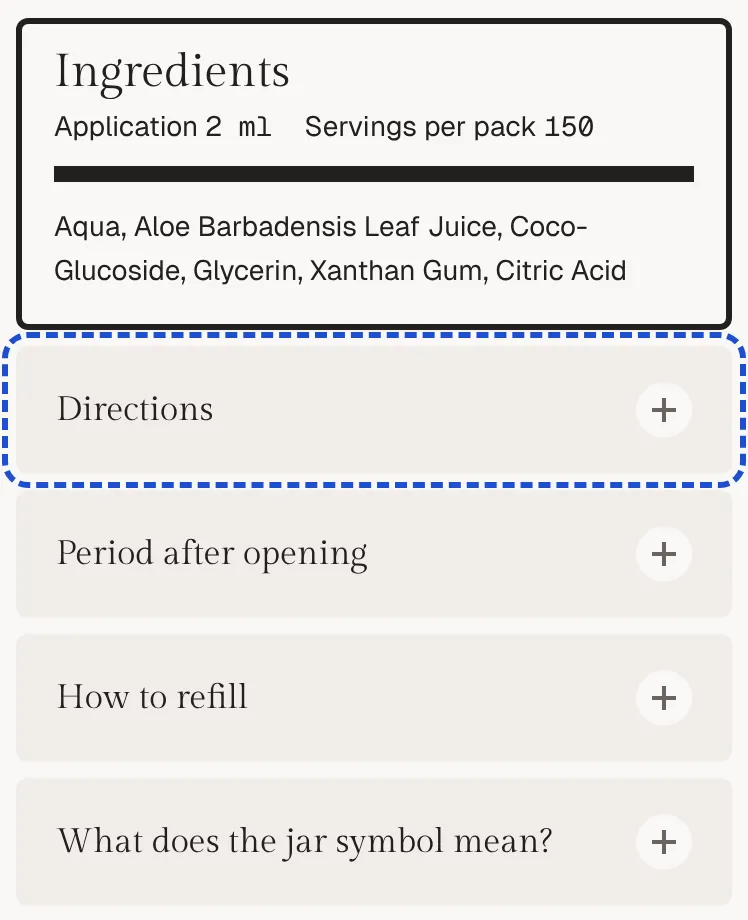 Ingredients
Application 2 ml Servings per pack 150
Aqua, Aloe Barbadensis Leaf Juice, Coco-
Glucoside, Glycerin, Xanthan Gum, Citric Acid
Directions
Period after opening
How to refill
What does the jar symbol mean?